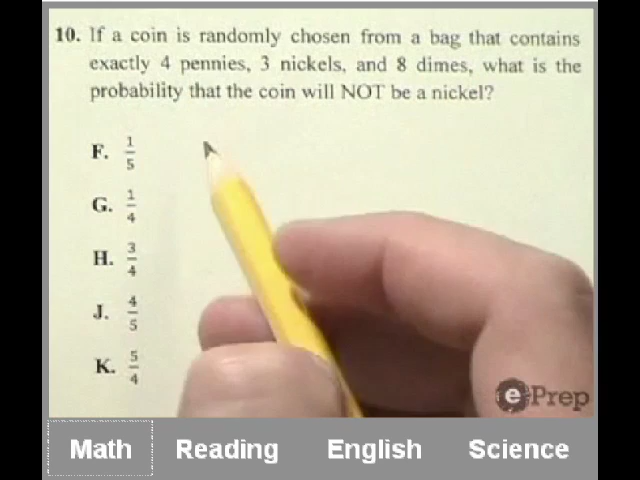 10. If a coin is randomly chosen from a bag that contains
exactly 4 pennies, 3 nickels, and 8 dimes, what is the
probability that the coin will NOT be a nickel?
F. 1/5
G. 1/4
H. 3/4
J. 4/5
K. 5/4
ePrep
Math Reading English Science